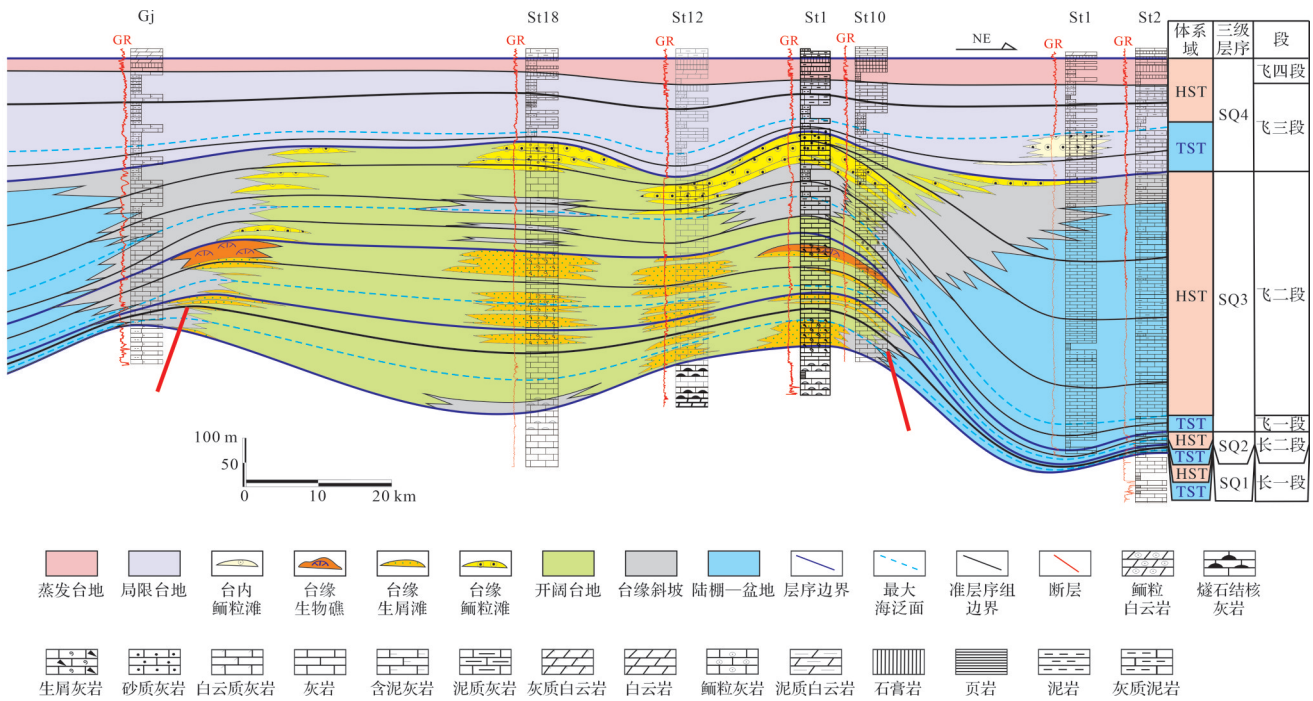 Gj St18 St12 St1 St10 St1 St2
GR GR GR GR GR GR GR
NE
体系域 三级层序 段
HST SQ4 飞四段
TST 飞三段
HST SQ3 飞二段
TST 飞一段
HST SQ2 长二段
TST
HST SQ1 长一段
TST
100 m
50
0
0 10 20 km
蒸发台地 局限台地 台内鲕粒滩 台缘生物礁 台缘生屑滩 台缘鲕粒滩 开阔台地 台缘斜坡 陆棚—盆地 层序边界 最大海泛面 准层序组边界 断层 鲕粒白云岩 燧石结核灰岩
生屑灰岩 砂质灰岩 白云质灰岩 灰岩 含泥灰岩 泥质灰岩 灰质白云岩 白云岩 鲕粒灰岩 泥质白云岩 石膏岩 页岩 泥岩 灰质泥岩